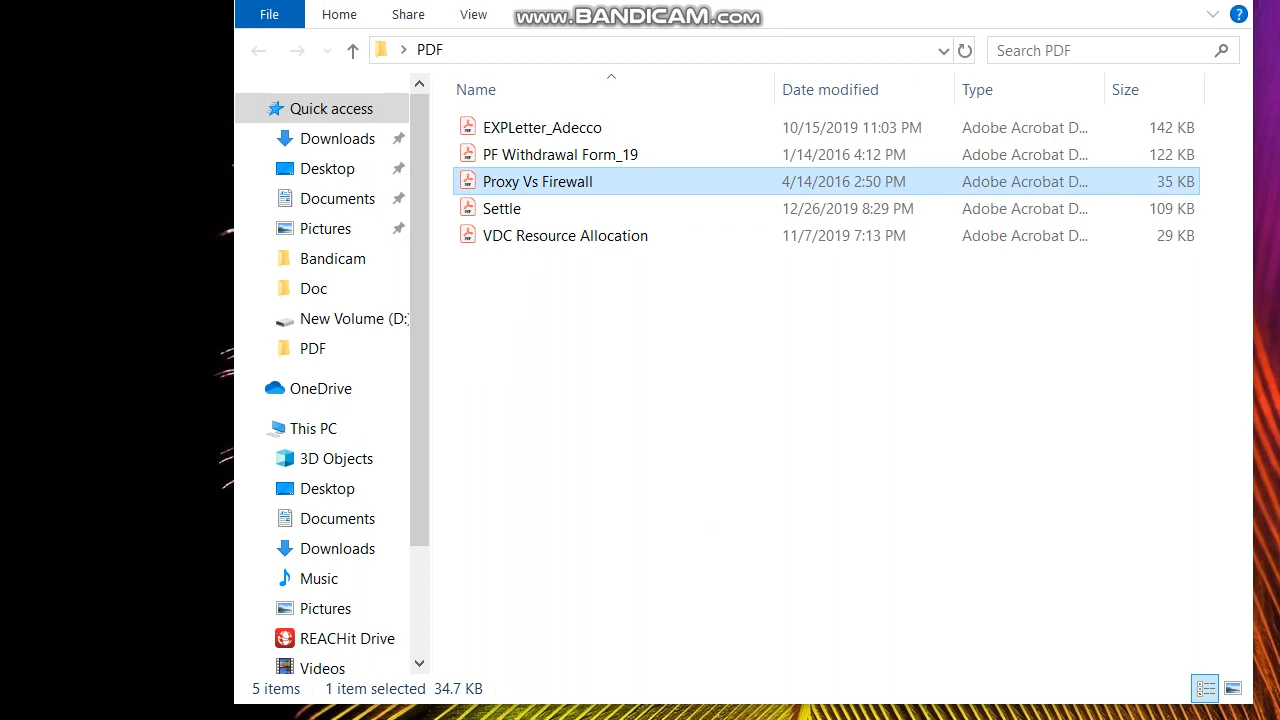 File Home Share View www.BANDICAM.com
PDF Search PDF
Name Date modified Type Size
EXPLetter_Adecco 10/15/2019 11:03 PM Adobe Acrobat D... 142 KB
PF Withdrawal Form_19 1/14/2016 4:12 PM Adobe Acrobat D... 122 KB
Proxy Vs Firewall 4/14/2016 2:50 PM Adobe Acrobat D... 35 KB
Settle 12/26/2019 8:29 PM Adobe Acrobat D... 109 KB
VDC Resource Allocation 11/7/2019 7:13 PM Adobe Acrobat D... 29 KB
Quick access
Downloads
Desktop
Documents
Pictures
Bandicam
Doc
New Volume (D:)
PDF
OneDrive
This PC
3D Objects
Desktop
Documents
Downloads
Music
Pictures
REACHit Drive
Videos
5 items 1 item selected 34.7 KB